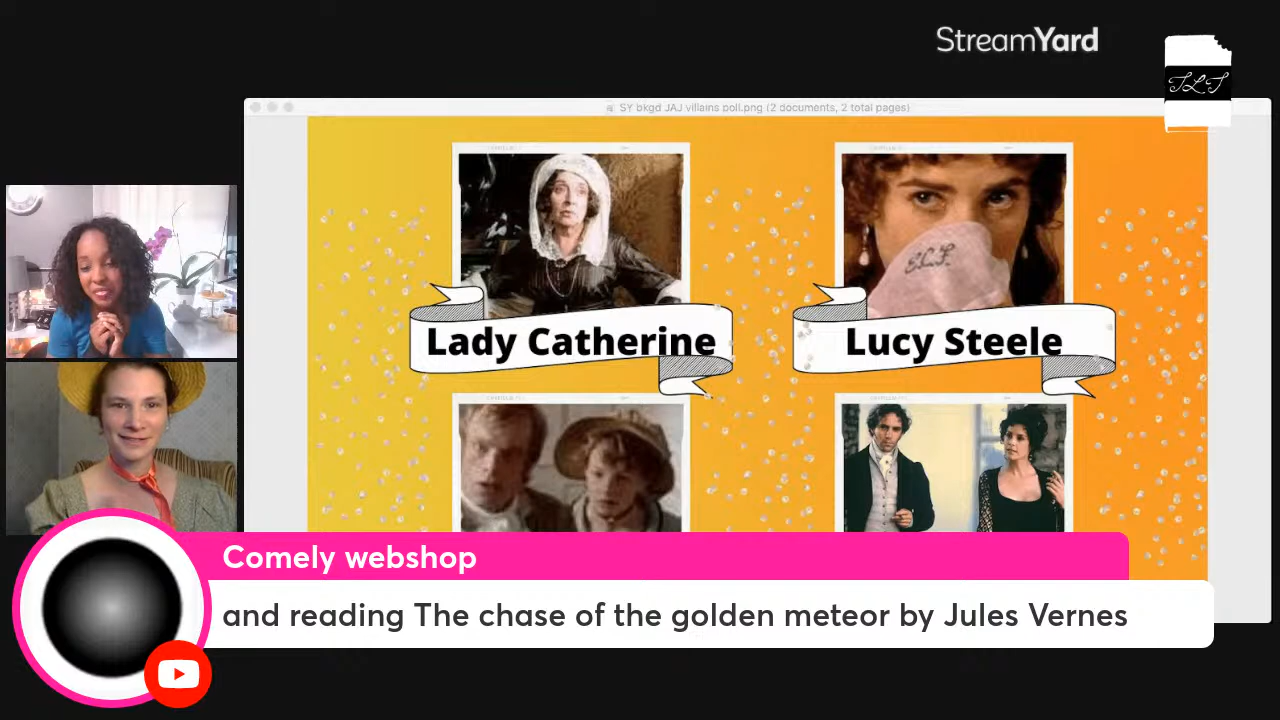 StreamYard
SY bkgd JAJ villains poll.png (2 documents, 2 total pages)
TLT
E.L.F.
Lady Catherine
Lucy Steele
Comely webshop
and reading The chase of the golden meteor by Jules Vernes